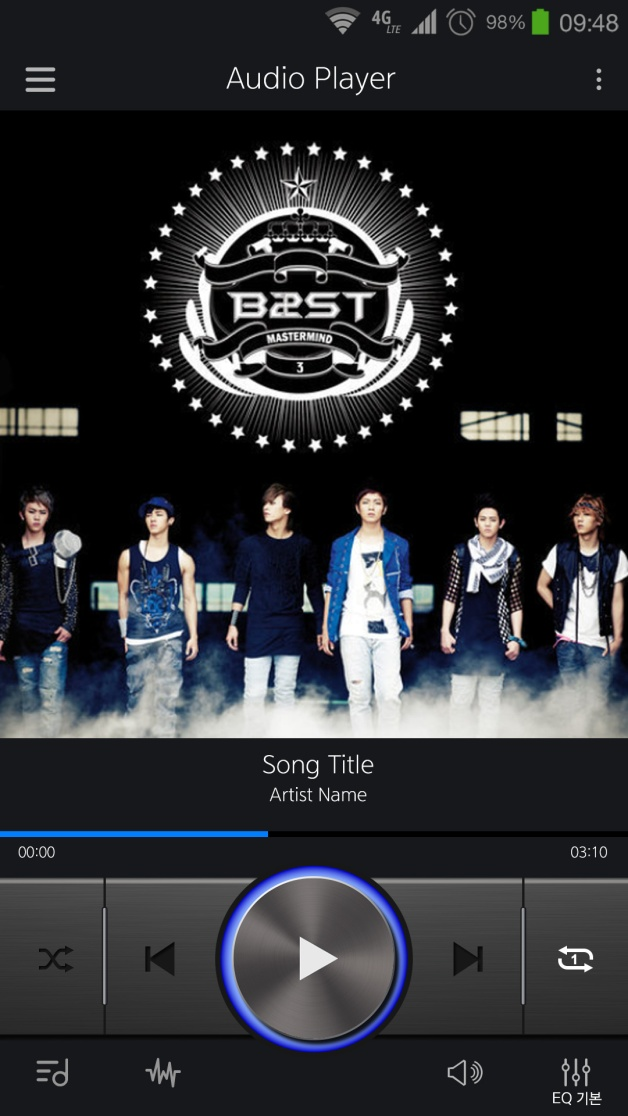 4G LTE 98% 09:48
Audio Player
B2ST
MASTERMIND
3
Song Title
Artist Name
00:00 03:10
1
EQ 기본